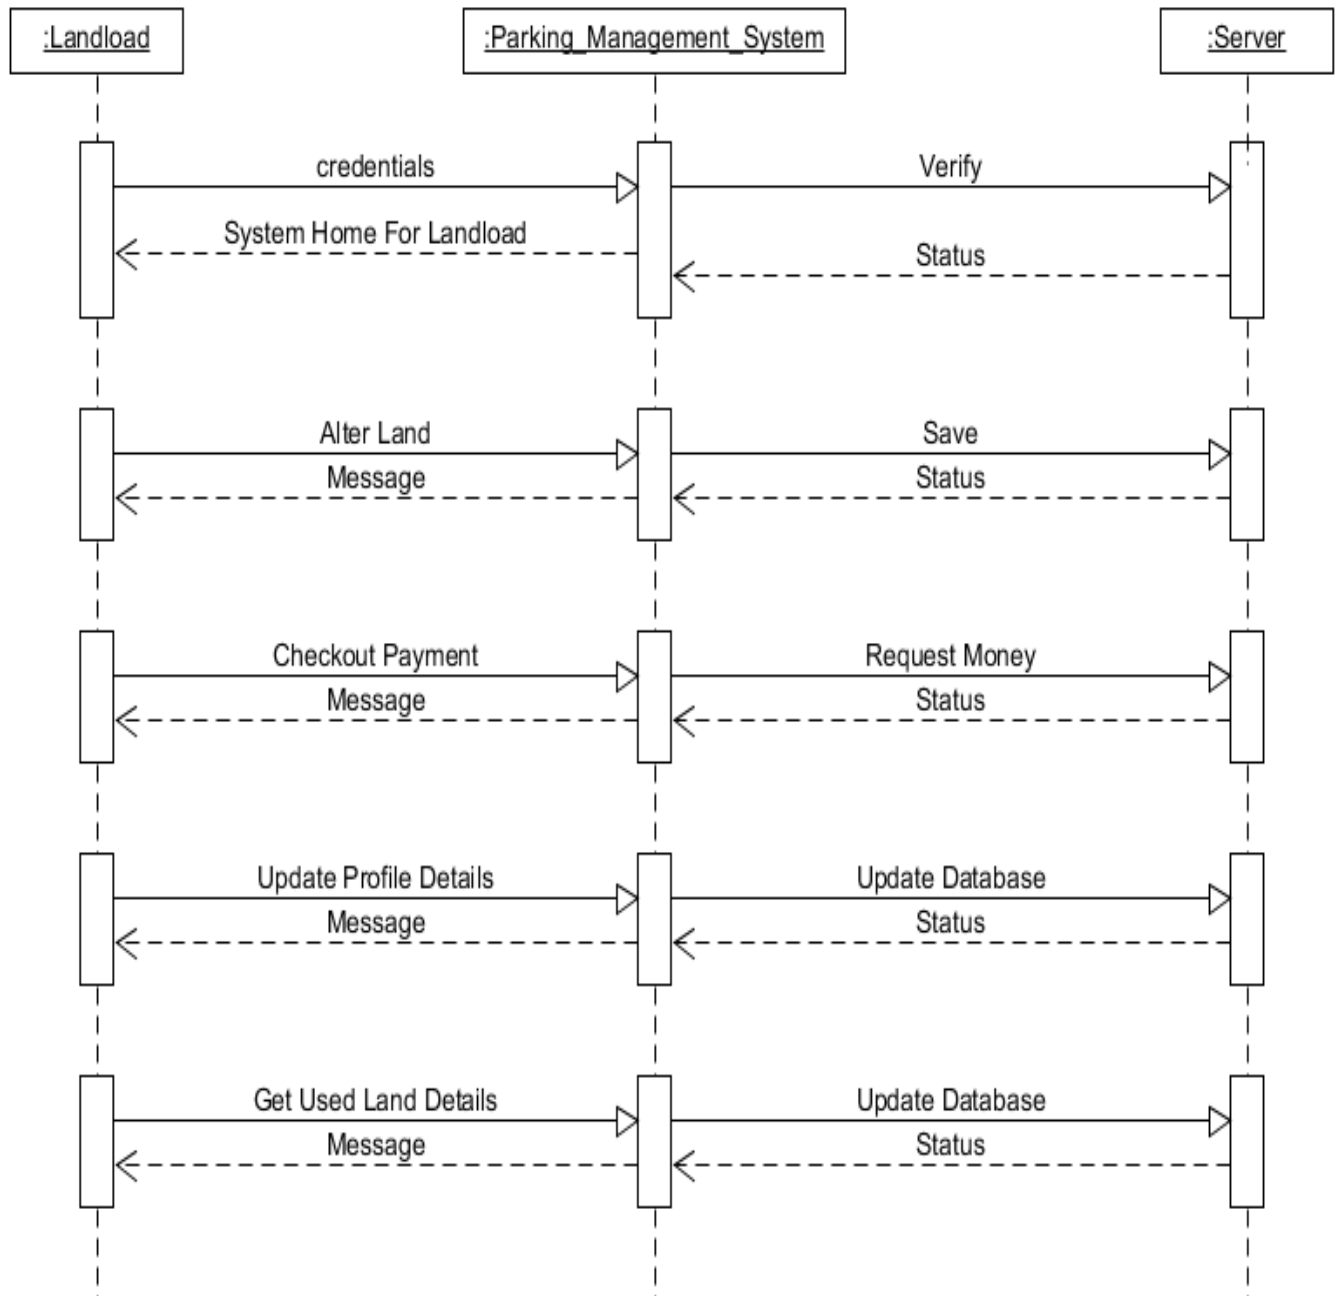 :Landload
:Parking_Management_System
:Server
credentials
Verify
System Home For Landload
Status
Alter Land
Save
Message
Status
Checkout Payment
Request Money
Message
Status
Update Profile Details
Update Database
Message
Status
Get Used Land Details
Update Database
Message
Status